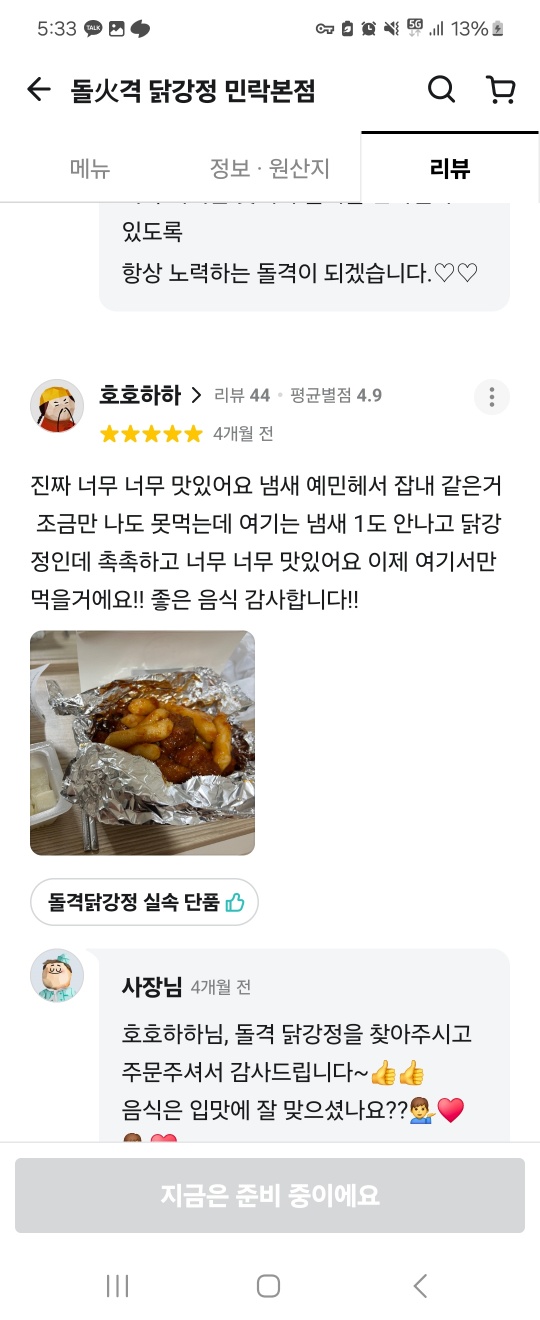 5:33
TALK
5G
13%
돌火격 닭강정 민락본점
메뉴
정보 · 원산지
리뷰
있도록
항상 노력하는 돌격이 되겠습니다.♡♡
호호하하
리뷰 44 • 평균별점 4.9
4개월 전
진짜 너무 너무 맛있어요 냄새 예민헤서 잡내 같은거
조금만 나도 못먹는데 여기는 냄새 1도 안나고 닭강
정인데 촉촉하고 너무 너무 맛있어요 이제 여기서만
먹을거에요!! 좋은 음식 감사합니다!!
돌격닭강정 실속 단품
사장님 4개월 전
호호하하님, 돌격 닭강정을 찾아주시고
주문주셔서 감사드립니다~👍👍
음식은 입맛에 잘 맞으셨나요??💁‍♂️♥️
지금은 준비 중이에요